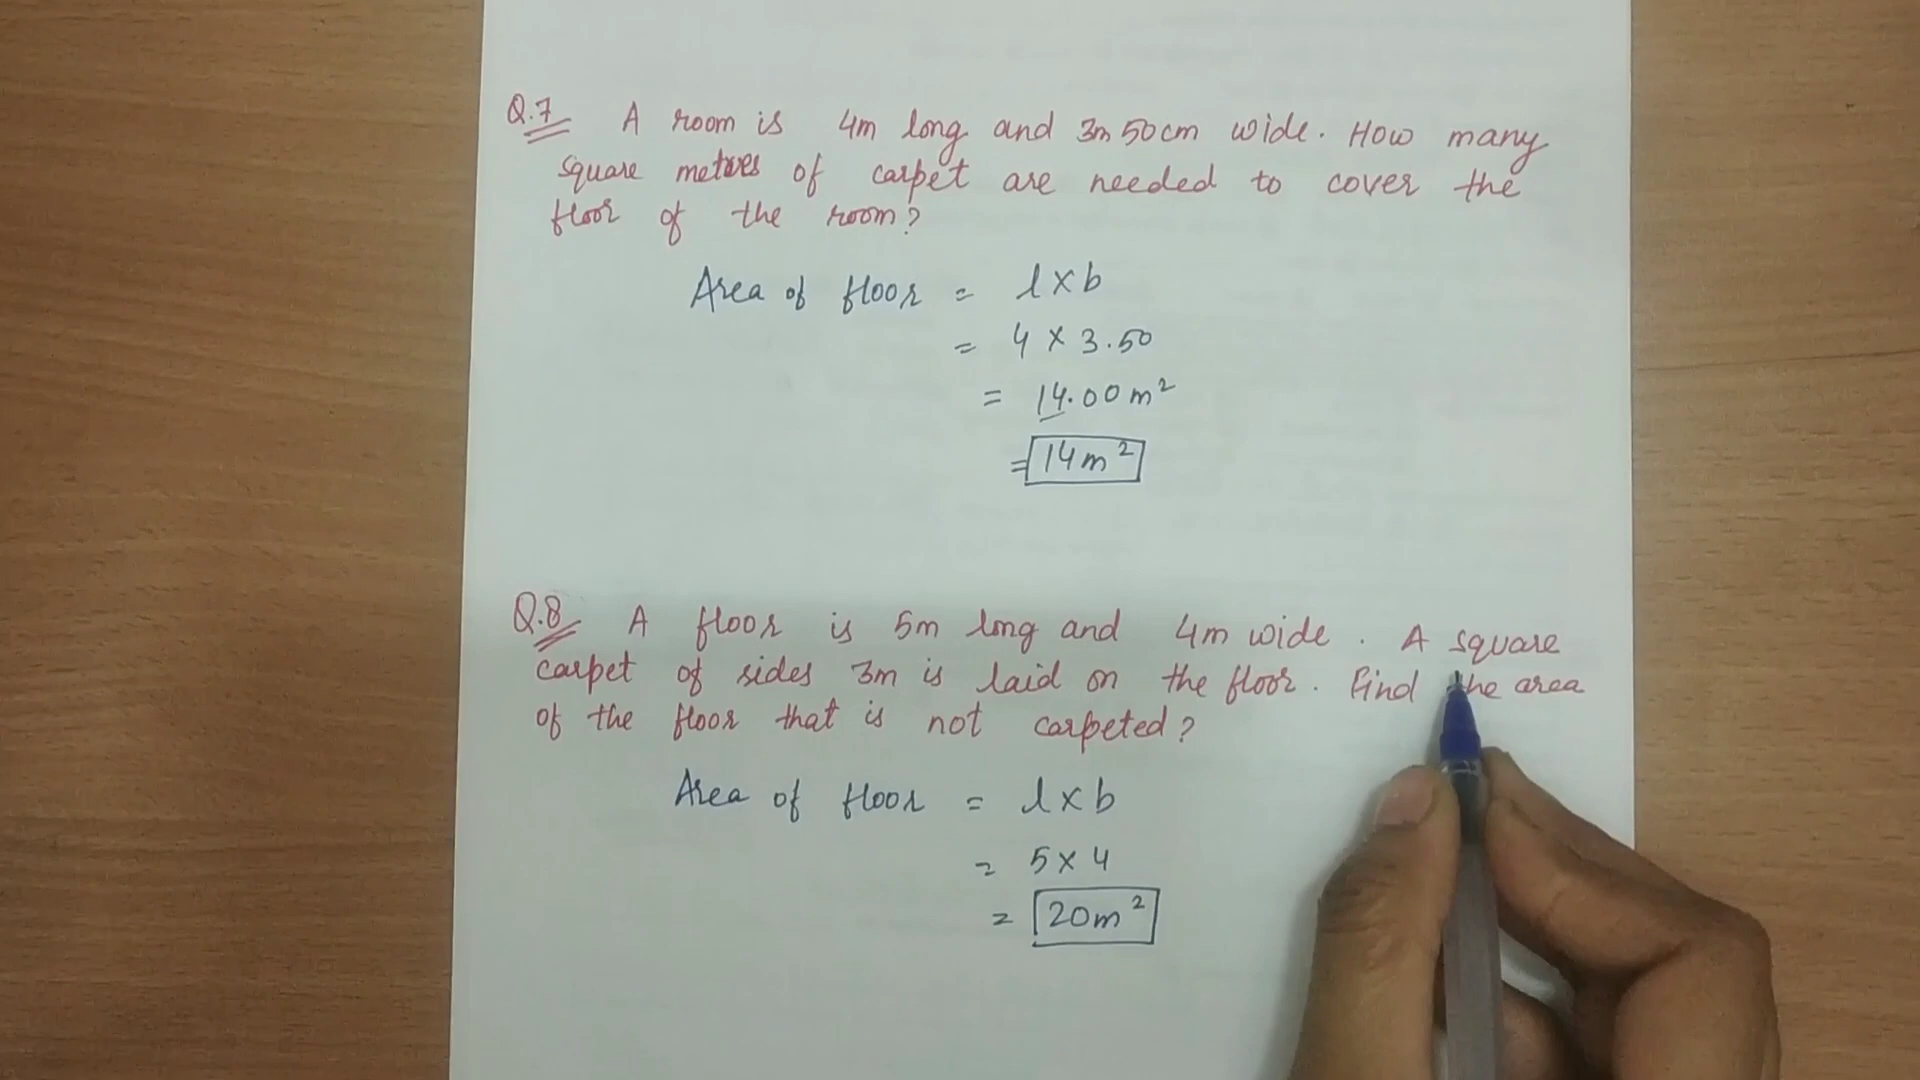 Q.7 A room is 4m long and 3m 50cm wide. How many
square metres of carpet are needed to cover the
floor of the room?
Area of floor = l × b
= 4 × 3.50
= 14.00 m²
= 14m²
Q.8 A floor is 5m long and 4m wide. A square
carpet of sides 3m is laid on the floor. Find the area
of the floor that is not carpeted?
Area of floor = l × b
= 5 × 4
= 20m²